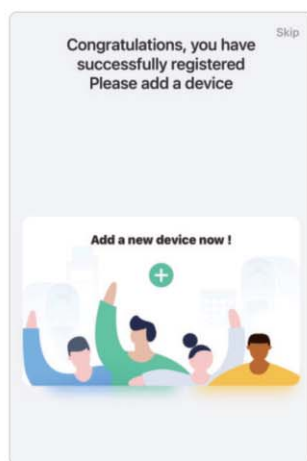 Skip
Congratulations, you have
successfully registered
Please add a device
Add a new device now !